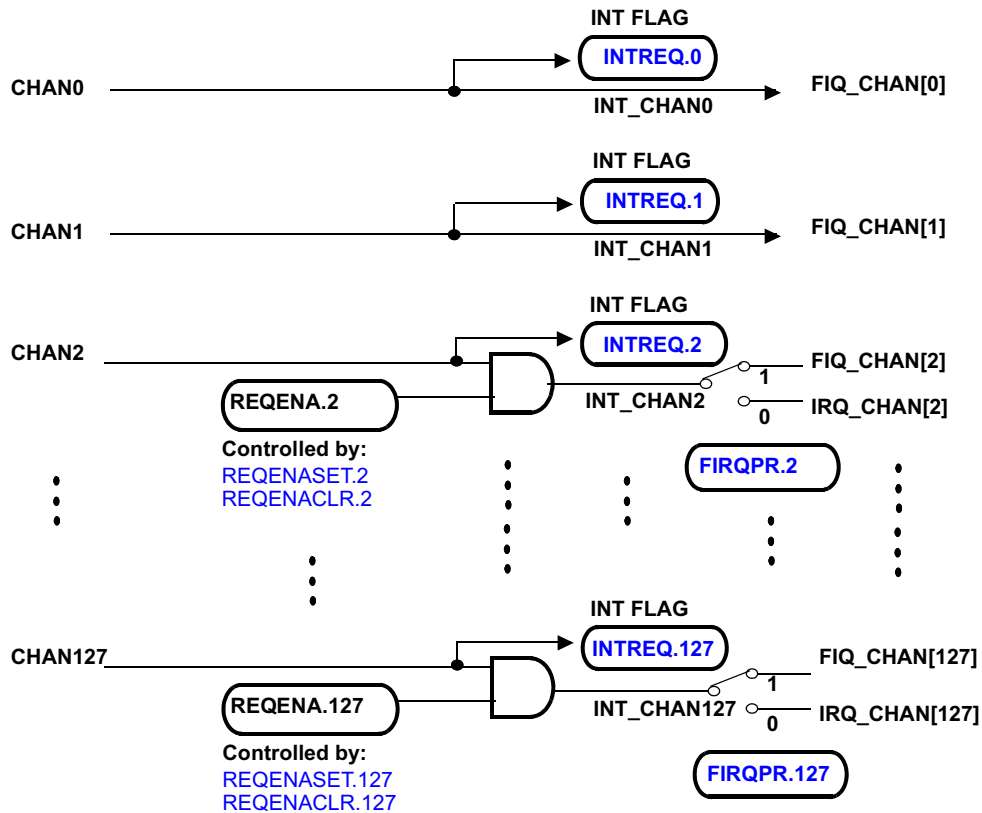 INT FLAG
INTREQ.0
CHAN0
FIQ_CHAN[0]
INT_CHAN0
INT FLAG
INTREQ.1
CHAN1
FIQ_CHAN[1]
INT_CHAN1
INT FLAG
INTREQ.2
CHAN2
FIQ_CHAN[2]
1
REQENA.2
INT_CHAN2
IRQ_CHAN[2]
0
Controlled by:
REQENASET.2
REQENACLR.2
FIRQPR.2
INT FLAG
INTREQ.127
CHAN127
FIQ_CHAN[127]
1
REQENA.127
INT_CHAN127
IRQ_CHAN[127]
0
Controlled by:
REQENASET.127
REQENACLR.127
FIRQPR.127